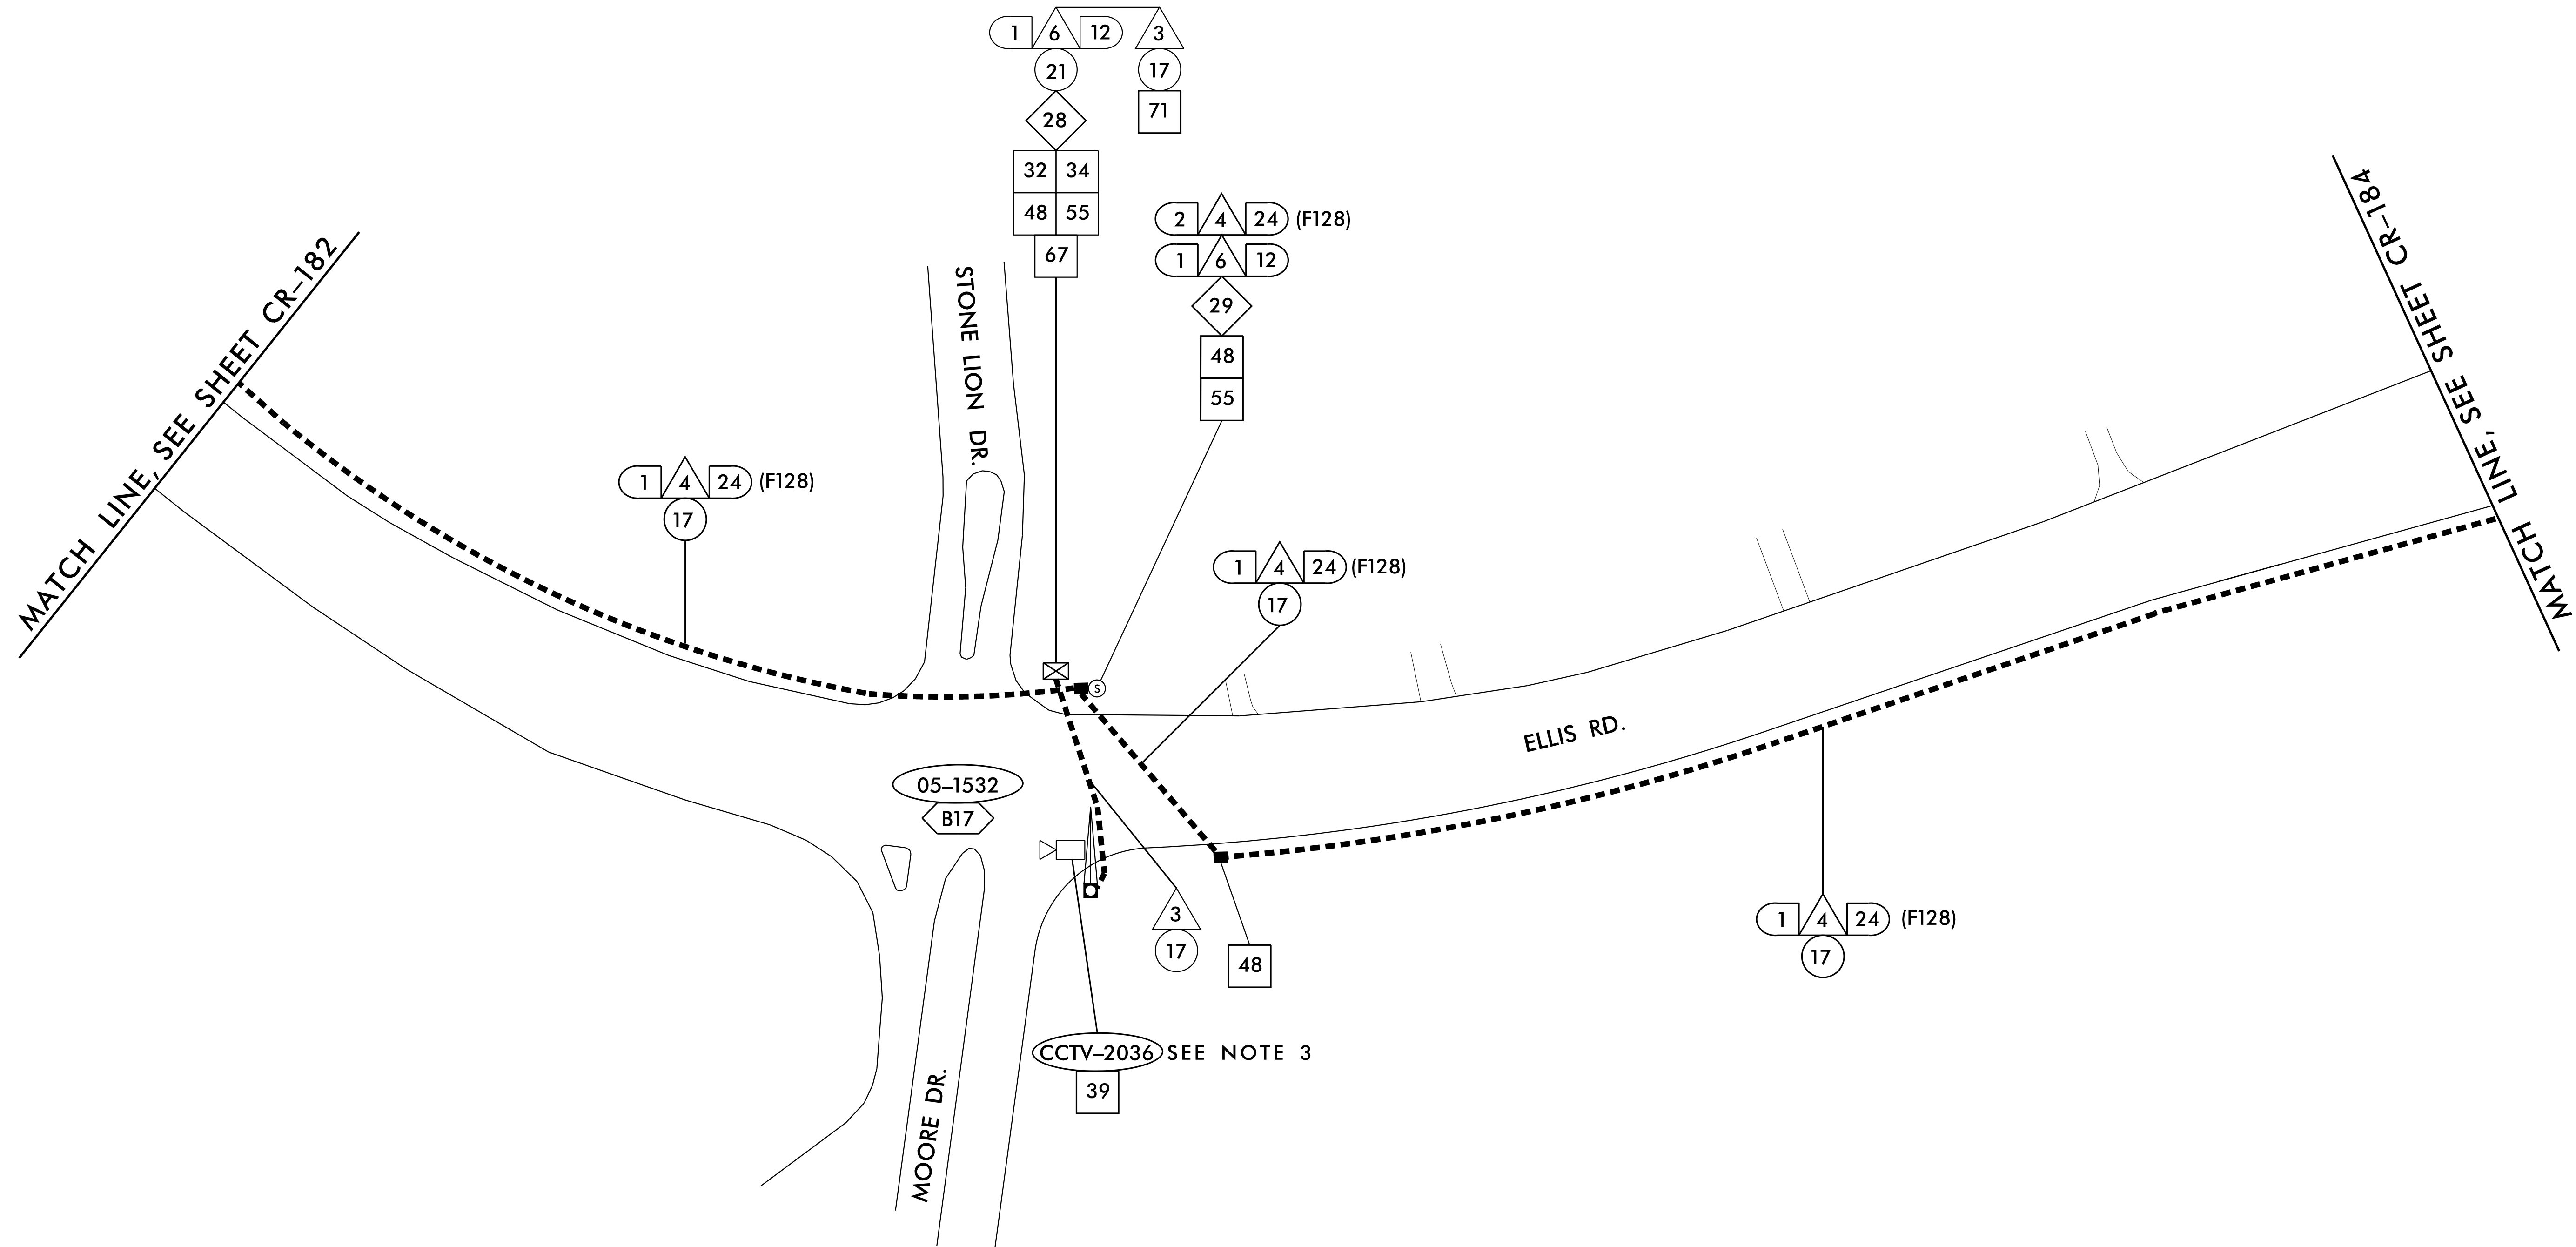 1 6 12 3
21 17
28 71
32 34
48 55
67
2 4 24 (F128)
1 6 12
29
48
55
MATCH LINE, SEE SHEET CR-182
STONE LION DR.
MATCH LINE, SEE SHEET CR-184
1 4 24 (F128)
17
1 4 24 (F128)
17
S
ELLIS RD.
05-1532
B17
3
17
48
1 4 24 (F128)
17
CCTV-2036 SEE NOTE 3
39
MOORE DR.